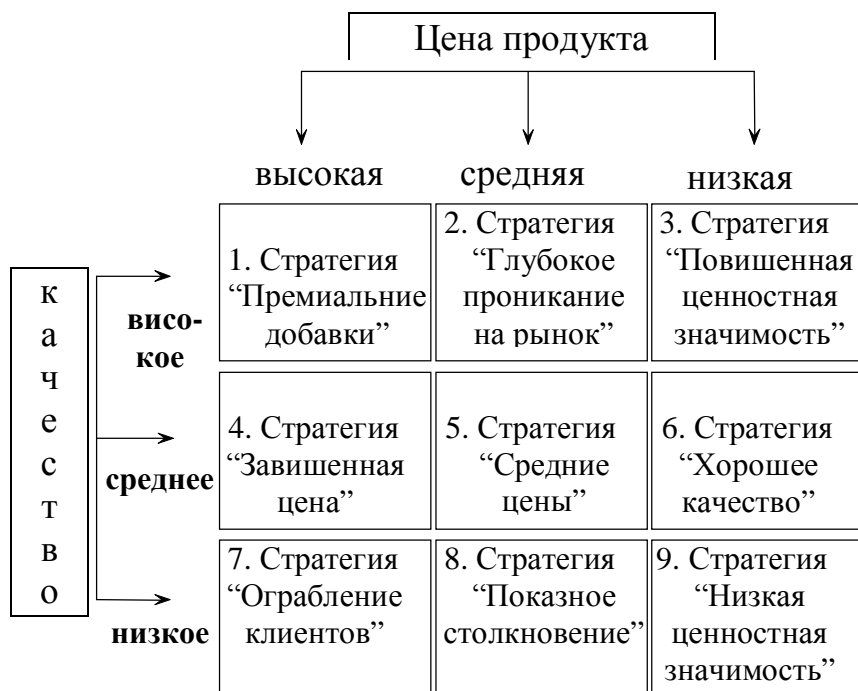 Цена продукта
высокая
средняя
низкая
качество
висо-
кое
1. Стратегия
“Премиальние
добавки”
2. Стратегия
“Глубокое
проникание
на рынок”
3. Стратегия
“Повишенная
ценностная
значимость”
среднее
4. Стратегия
“Завишенная
цена”
5. Стратегия
“Средние
цены”
6. Стратегия
“Хорошее
качество”
низкое
7. Стратегия
“Ограбление
клиентов”
8. Стратегия
“Показное
столкновение”
9. Стратегия
“Низкая
ценностная
значимость”